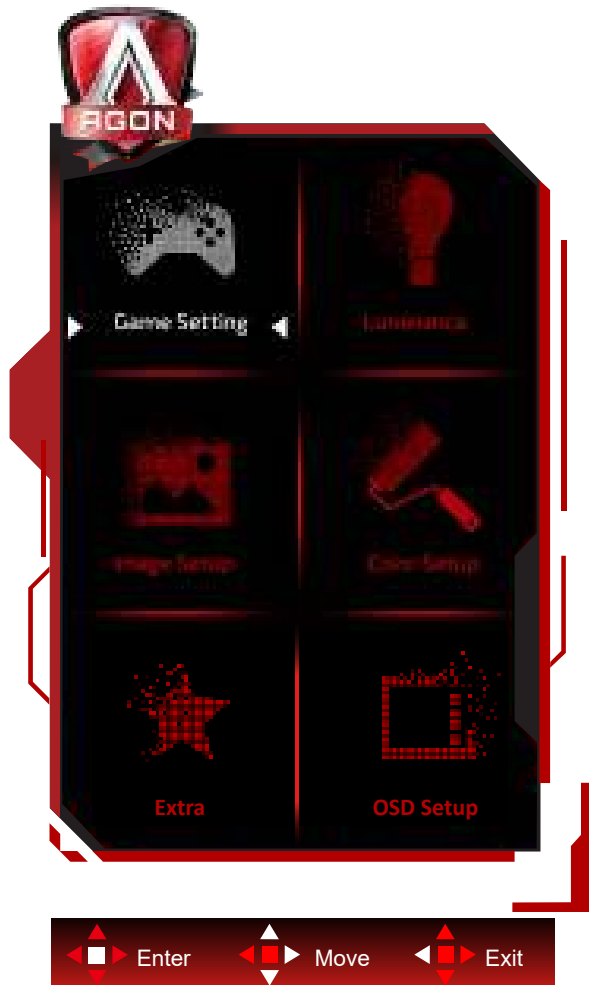 AGON
Game Setting
Luminance
Image Setup
Color Setup
Extra
OSD Setup
Enter
Move
Exit